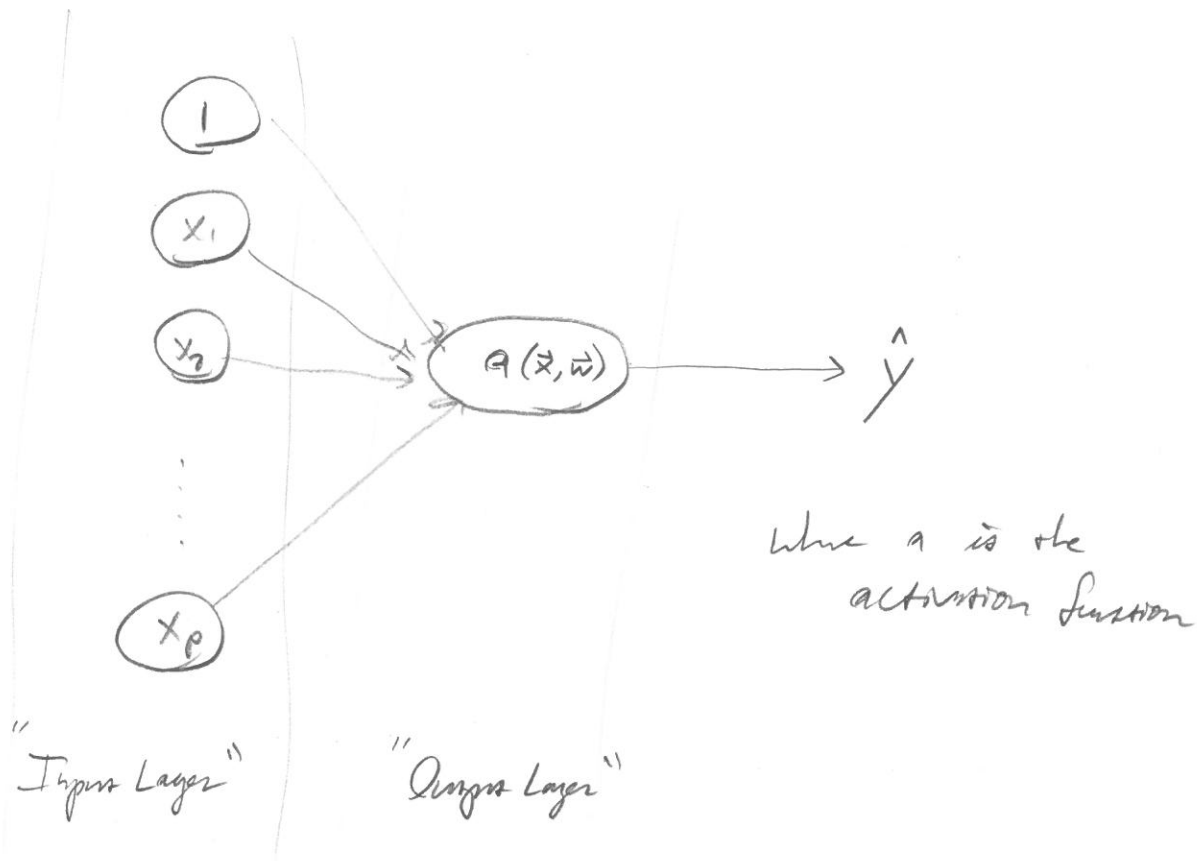 1
x₁
x₂
a(x⃗, w⃗)
ŷ
....
where a is the
activation function
xₚ
"Input Layer"
"Output Layer"